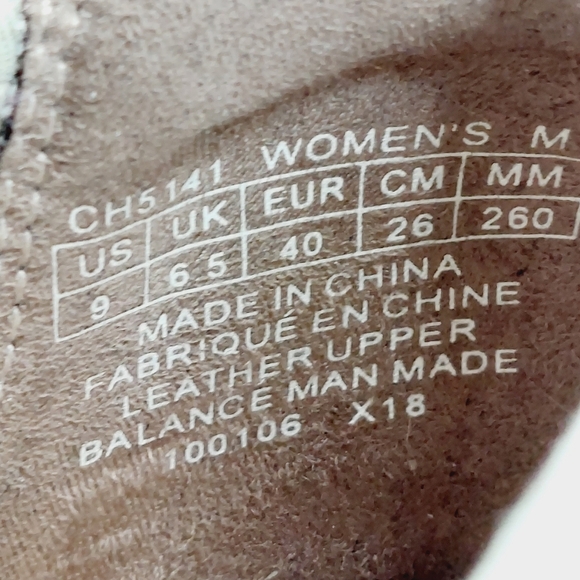 CH5141 WOMEN'S M
US UK EUR CM MM
9 6 5 40 26 260
MADE IN CHINA
FABRIQUÉ EN CHINE
LEATHER UPPER
BALANCE MAN MADE
100106 X18